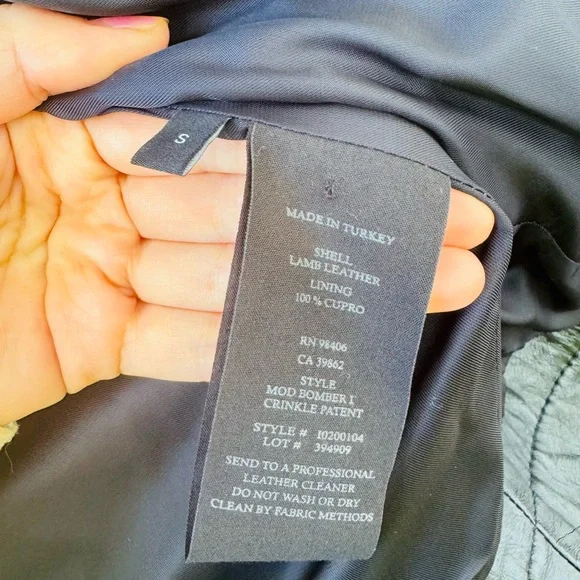 S
MADE IN TURKEY
SHELL
LAMB LEATHER
LINING
100 % CUPRO
RN 98406
CA 39862
STYLE
MOD BOMBER I'
CRINKLE PATENT
STYLE # I0200104
LOT # 394909
SEND TO A PROFESSIONAL
LEATHER CLEANER
DO NOT WASH OR DRY
CLEAN BY FABRIC METHODS